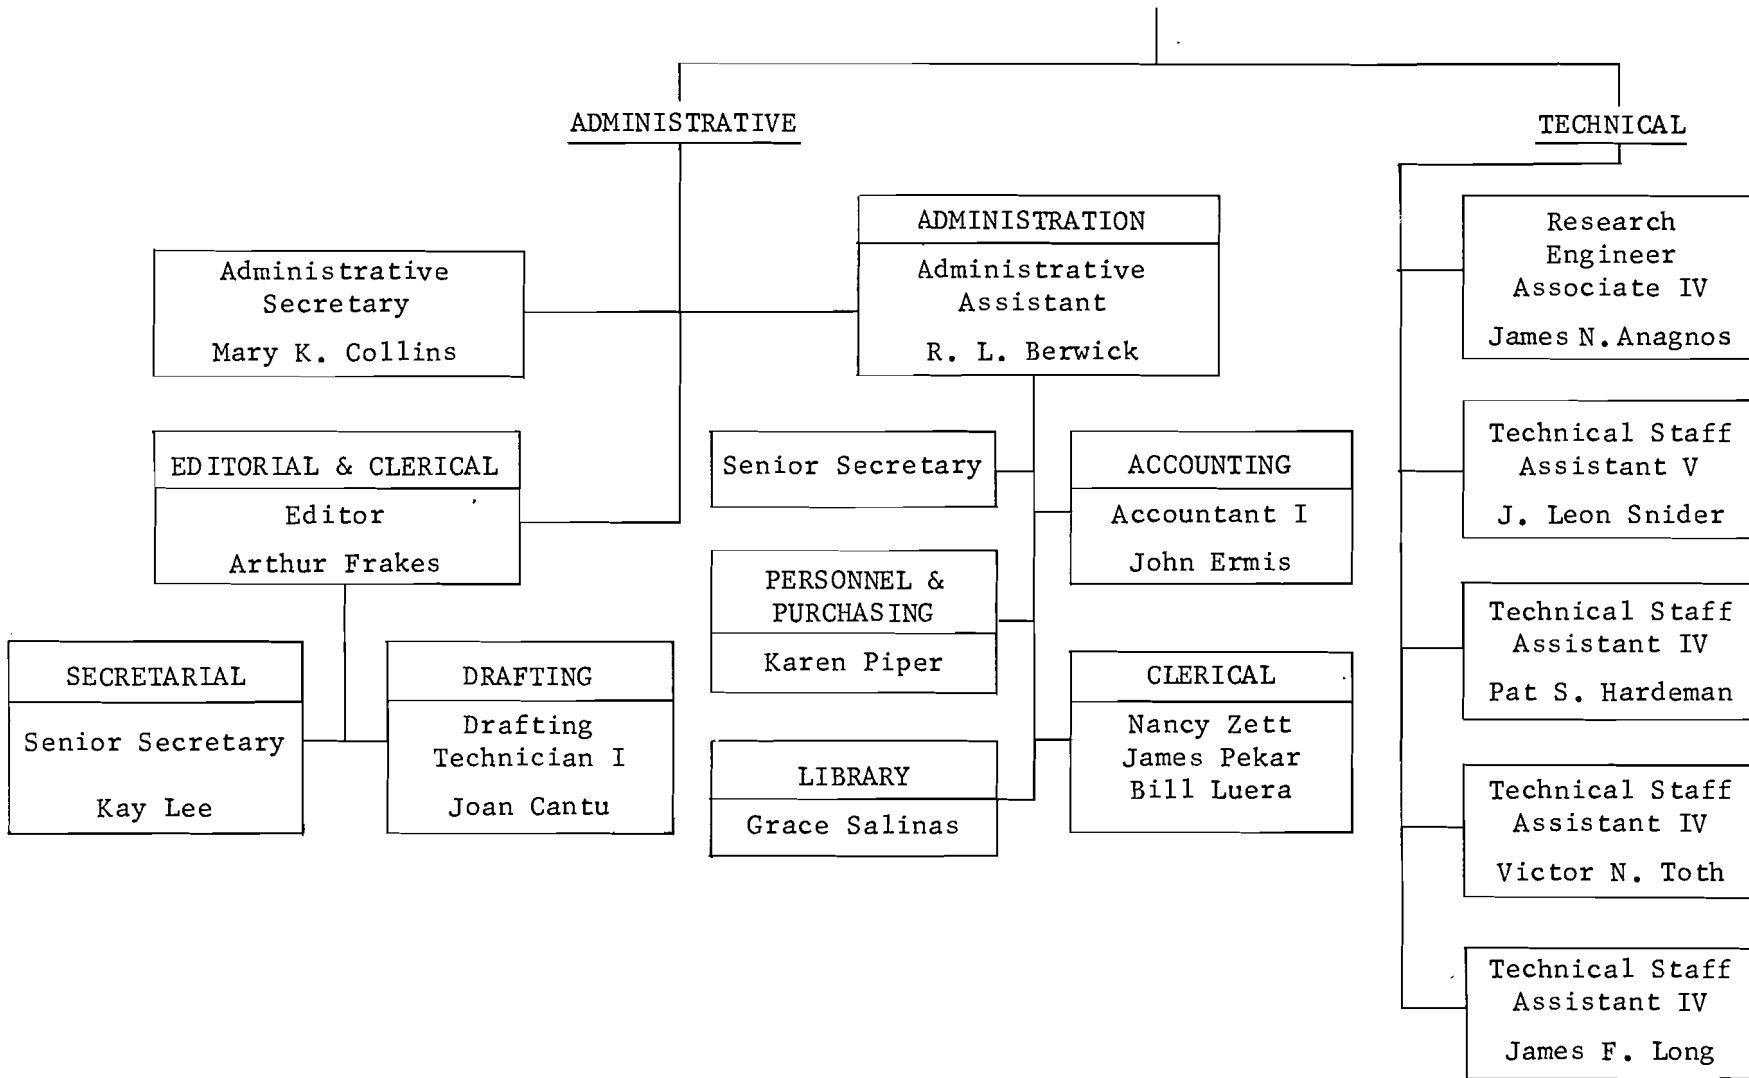 ADMINISTRATIVE
TECHNICAL
Administrative
Secretary
Mary K. Collins
ADMINISTRATION
Administrative
Assistant
R. L. Berwick
EDITORIAL & CLERICAL
Editor
Arthur Frakes
SECRETARIAL
Senior Secretary
Kay Lee
DRAFTING
Drafting
Technician I
Joan Cantu
Senior Secretary
ACCOUNTING
Accountant I
John Ermis
PERSONNEL &
PURCHASING
Karen Piper
CLERICAL
Nancy Zett
James Pekar
Bill Luera
LIBRARY
Grace Salinas
Research
Engineer
Associate IV
James N. Anagnos
Technical Staff
Assistant V
J. Leon Snider
Technical Staff
Assistant IV
Pat S. Hardeman
Technical Staff
Assistant IV
Victor N. Toth
Technical Staff
Assistant IV
James F. Long